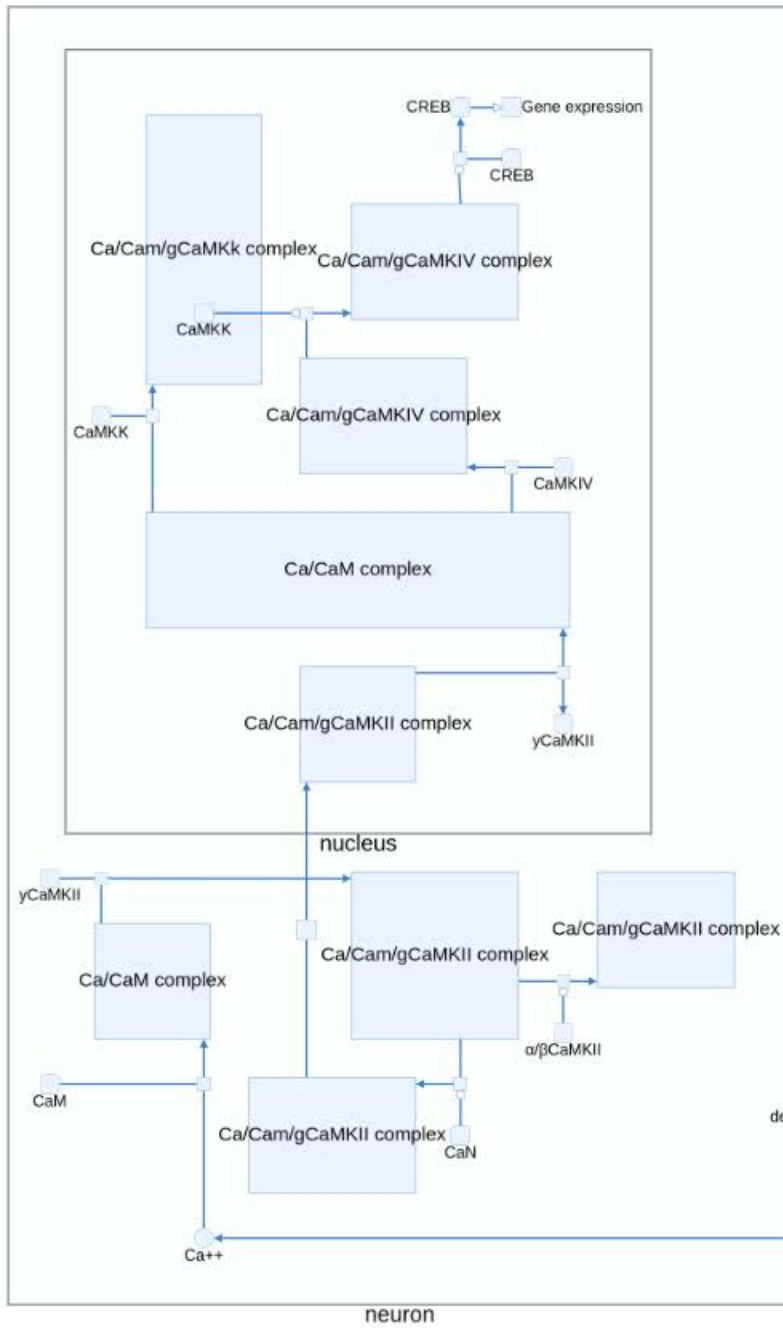 CREB
Gene expression
CREB
Ca/Cam/gCaMKk complex
Ca/Cam/gCaMKIV complex
CaMKK
Ca/Cam/gCaMKIV complex
CaMKK
CaMKIV
Ca/CaM complex
Ca/Cam/gCaMKII complex
yCaMKII
nucleus
yCaMKII
Ca/Cam/gCaMKII complex
Ca/Cam/gCaMKII complex
Ca/CaM complex
α/βCaMKII
CaM
de
Ca/Cam/gCaMKII complex
CaN
Ca++
neuron